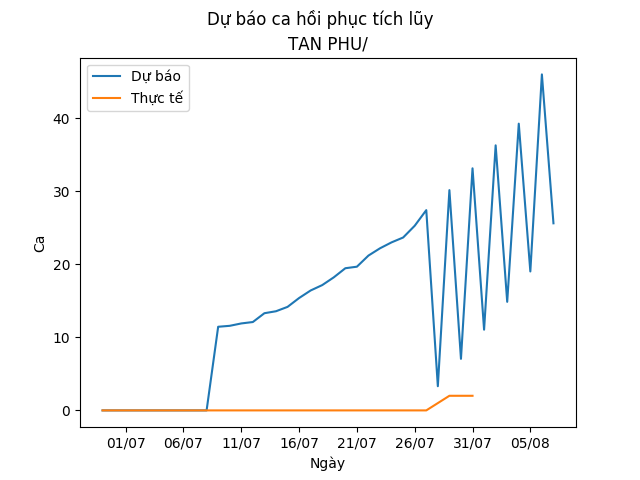 Dự báo ca hồi phục tích lũy
TAN PHU/
Dự báo
Thực tế
Ca
40
30
20
10
0
01/07 06/07 11/07 16/07 21/07 26/07 31/07 05/08
Ngày